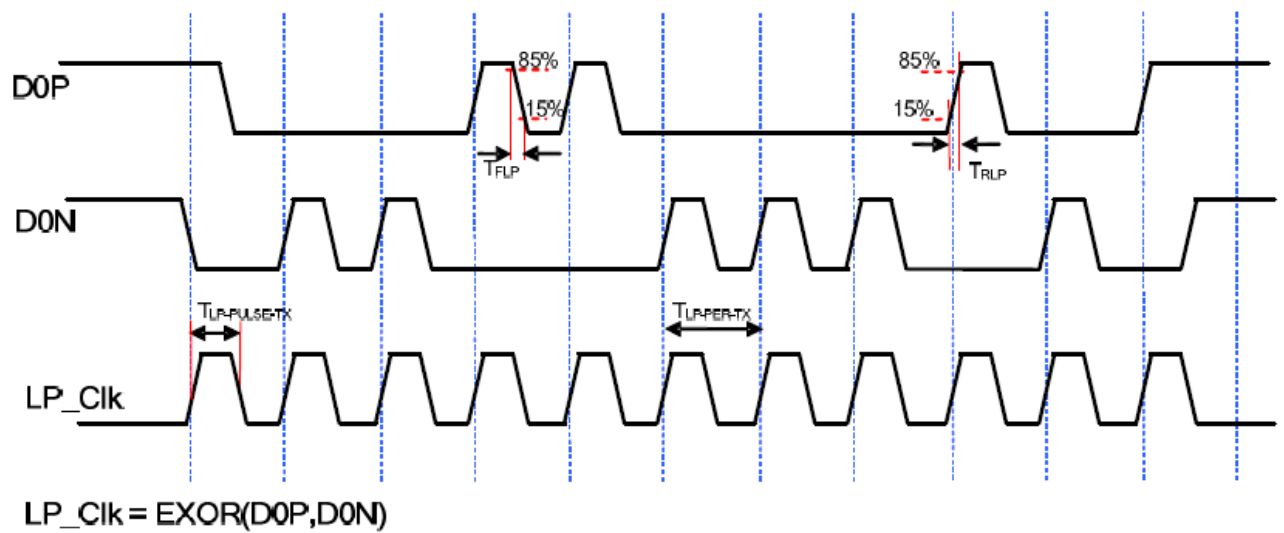 85%
85%
D0P
15%
15%
TFLP
TRLP
D0N
TLP-PULSE-TX
TLP-PER-TX
LP_Clk
LP_Clk = EXOR(D0P,D0N)